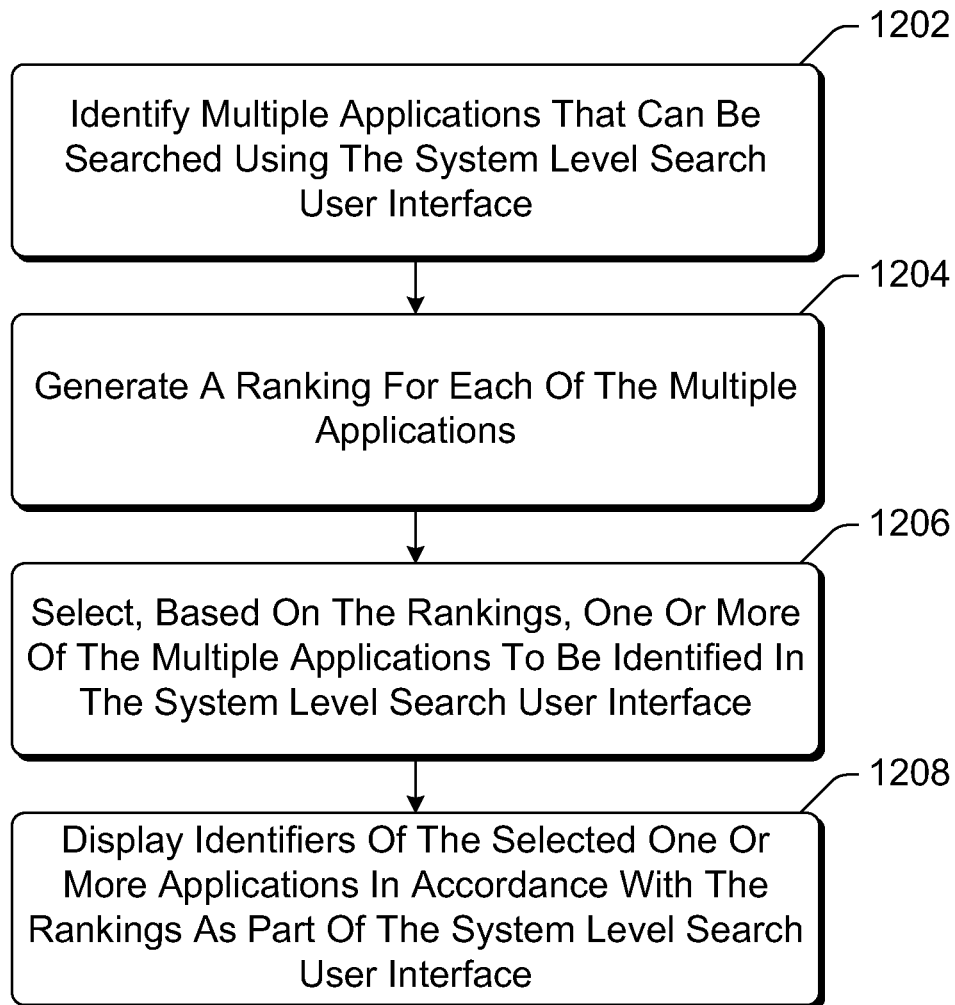 1202
Identify Multiple Applications That Can Be
Searched Using The System Level Search
User Interface
1204
Generate A Ranking For Each Of The Multiple
Applications
1206
Select, Based On The Rankings, One Or More
Of The Multiple Applications To Be Identified In
The System Level Search User Interface
1208
Display Identifiers Of The Selected One Or
More Applications In Accordance With The
Rankings As Part Of The System Level Search
User Interface